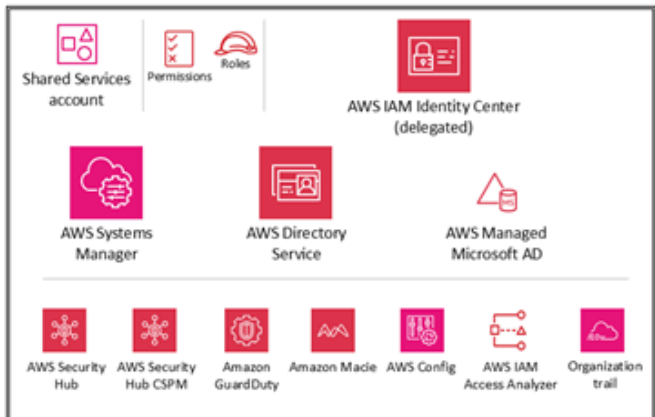 Shared Services
account
Permissions
Roles
AWS IAM Identity Center
(delegated)
AWS Systems
Manager
AWS Directory
Service
MS
AWS Managed
Microsoft AD
AWS Security
Hub
AWS Security
Hub CSPM
Amazon
GuardDuty
Amazon Macie
AWS Config
AWS IAM
Access Analyzer
Organization
trail